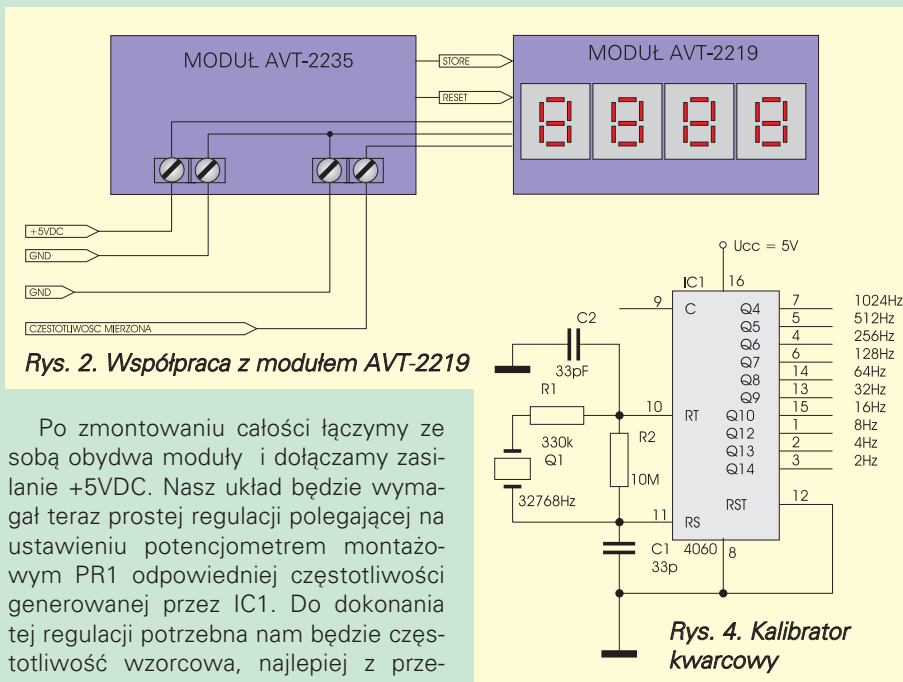 MODUŁ AVT-2235
STORE
RESET
MODUŁ AVT-2219
+5VDC
GND
GND
CZESTOTLIWOSC MIERZONA
Rys. 2. Współpraca z modułem AVT-2219
Po zmontowaniu całości łączymy ze
sobą obydwa moduły i dołączamy zasi-
lanie +5VDC. Nasz układ będzie wyma-
gał teraz prostej regulacji polegającej na
ustawieniu potencjometrem montażo-
wym PR1 odpowiedniej częstotliwości
generowanej przez IC1. Do dokonania
tej regulacji potrzebna nam będzie częs-
totliwość wzorcowa, najlepiej z prze-
Ucc = 5V
IC1 16
9 C Q4 7 1024Hz
Q5 5 512Hz
Q6 4 256Hz
Q7 6 128Hz
Q8 14 64Hz
Q9 13 32Hz
10 RT Q10 15 16Hz
Q12 1 8Hz
Q13 2 4Hz
Q14 3 2Hz
RST 12
11 RS
4060 8
C2
33pF
R1
330k
Q1
32768Hz
R2
10M
C1
33p
Rys. 4. Kalibrator
kwarcowy